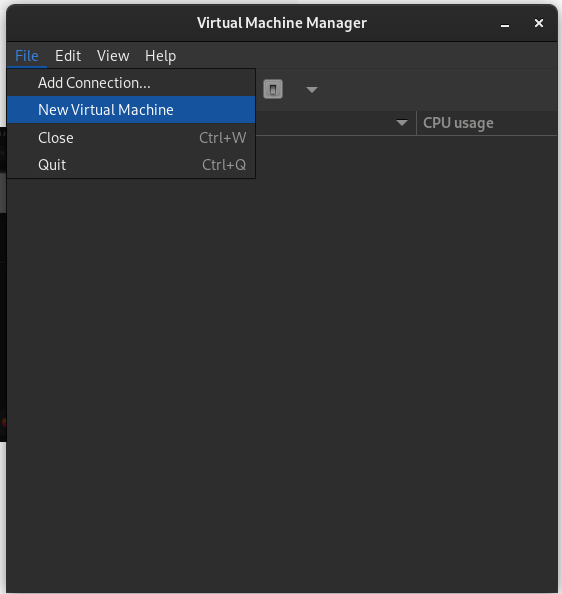 Virtual Machine Manager
File Edit View Help
Add Connection...
New Virtual Machine
Close Ctrl+W
Quit Ctrl+Q
CPU usage